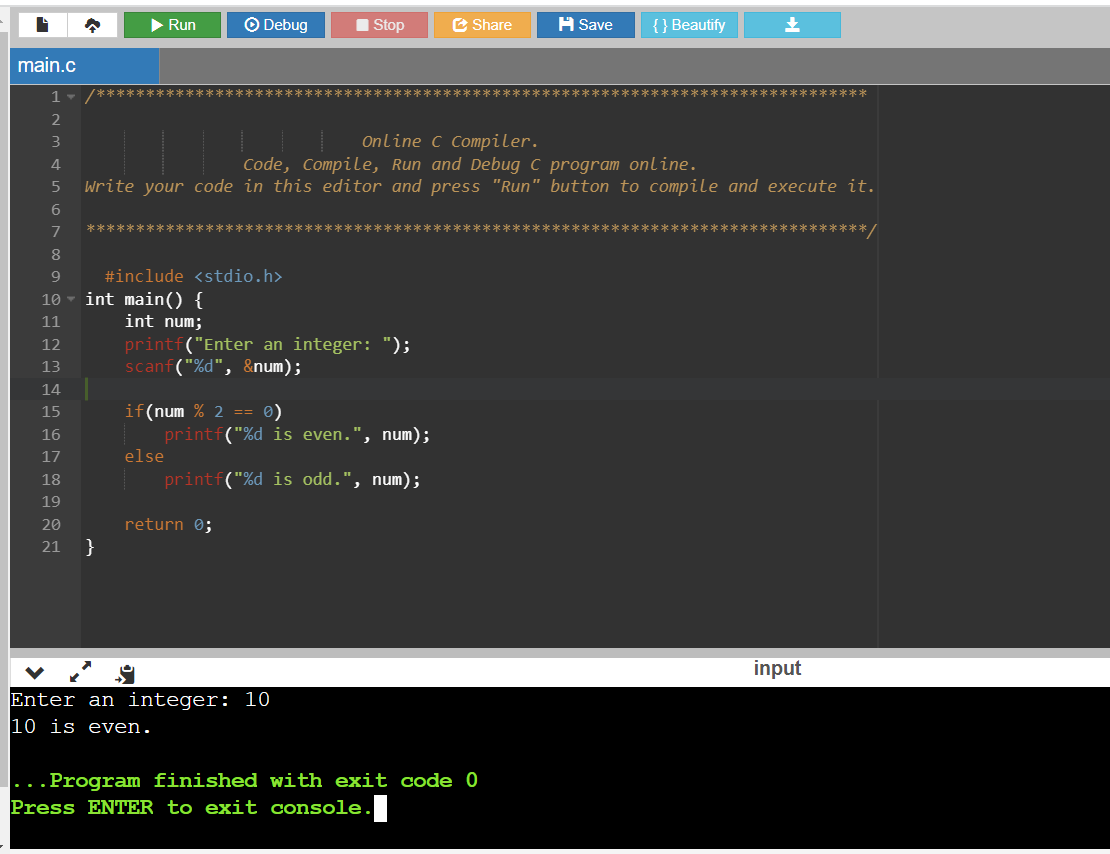 Run Debug Stop Share Save { } Beautify
main.c
1 /******************************************************************************
2
3 Online C Compiler.
4 Code, Compile, Run and Debug C program online.
5 Write your code in this editor and press "Run" button to compile and execute it.
6
7 *******************************************************************************/
8
9 #include <stdio.h>
10 int main() {
11 int num;
12 printf("Enter an integer: ");
13 scanf("%d", &num);
14
15 if(num % 2 == 0)
16 printf("%d is even.", num);
17 else
18 printf("%d is odd.", num);
19
20 return 0;
21 }
input
Enter an integer: 10
10 is even.
...Program finished with exit code 0
Press ENTER to exit console.